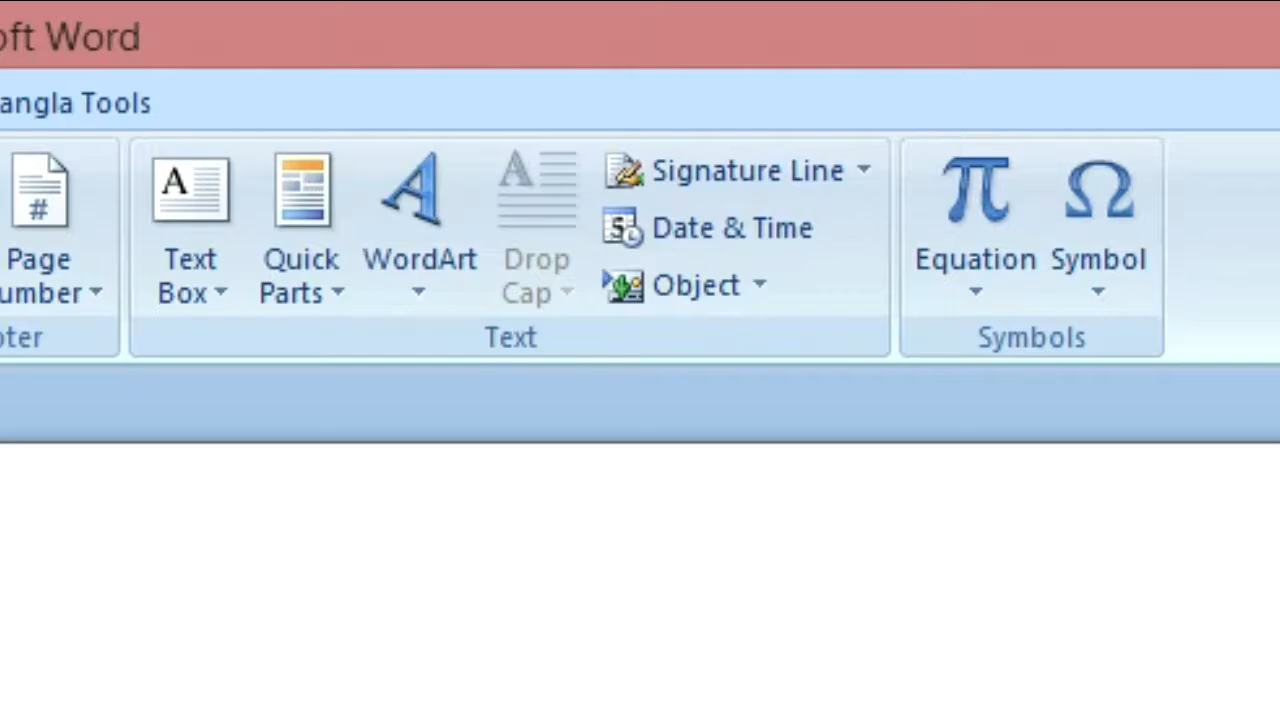 oft Word
angla Tools
Page
umber
oter
Text
Box
Quick
Parts
WordArt
Drop
Cap
Signature Line
Date & Time
Object
Text
Equation
Symbol
Symbols